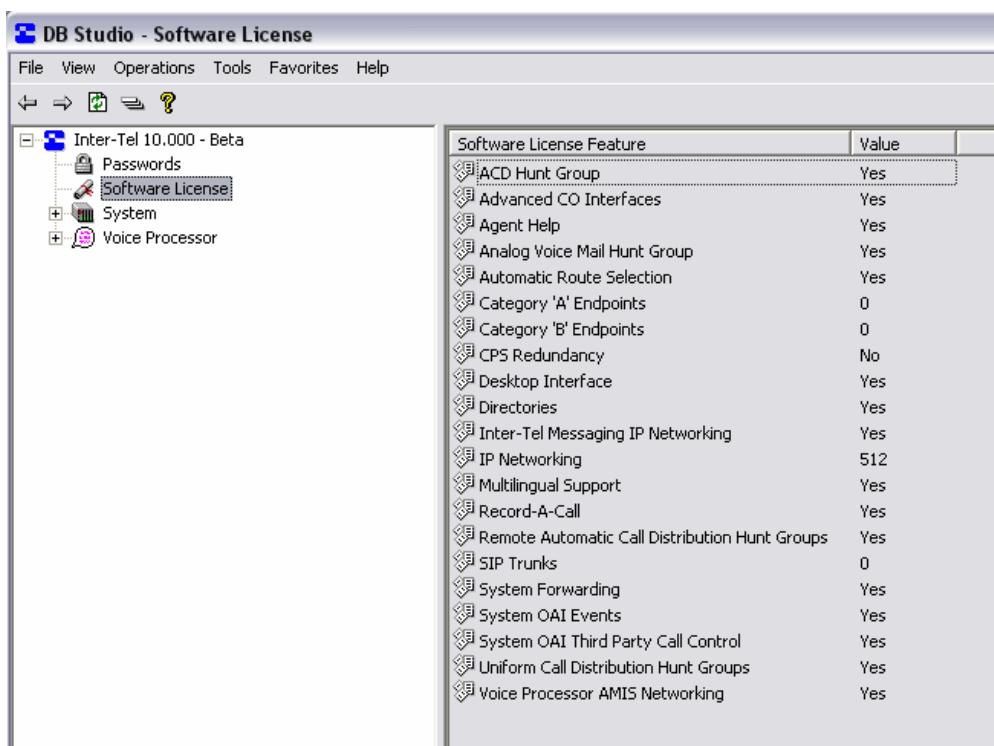 DB Studio - Software License
File View Operations Tools Favorites Help
Inter-Tel 10.000 - Beta
Passwords
Software License
System
Voice Processor
Software License Feature Value
ACD Hunt Group Yes
Advanced CO Interfaces Yes
Agent Help Yes
Analog Voice Mail Hunt Group Yes
Automatic Route Selection Yes
Category 'A' Endpoints 0
Category 'B' Endpoints 0
CPS Redundancy No
Desktop Interface Yes
Directories Yes
Inter-Tel Messaging IP Networking Yes
IP Networking 512
Multilingual Support Yes
Record-A-Call Yes
Remote Automatic Call Distribution Hunt Groups Yes
SIP Trunks 0
System Forwarding Yes
System OAI Events Yes
System OAI Third Party Call Control Yes
Uniform Call Distribution Hunt Groups Yes
Voice Processor AMIS Networking Yes